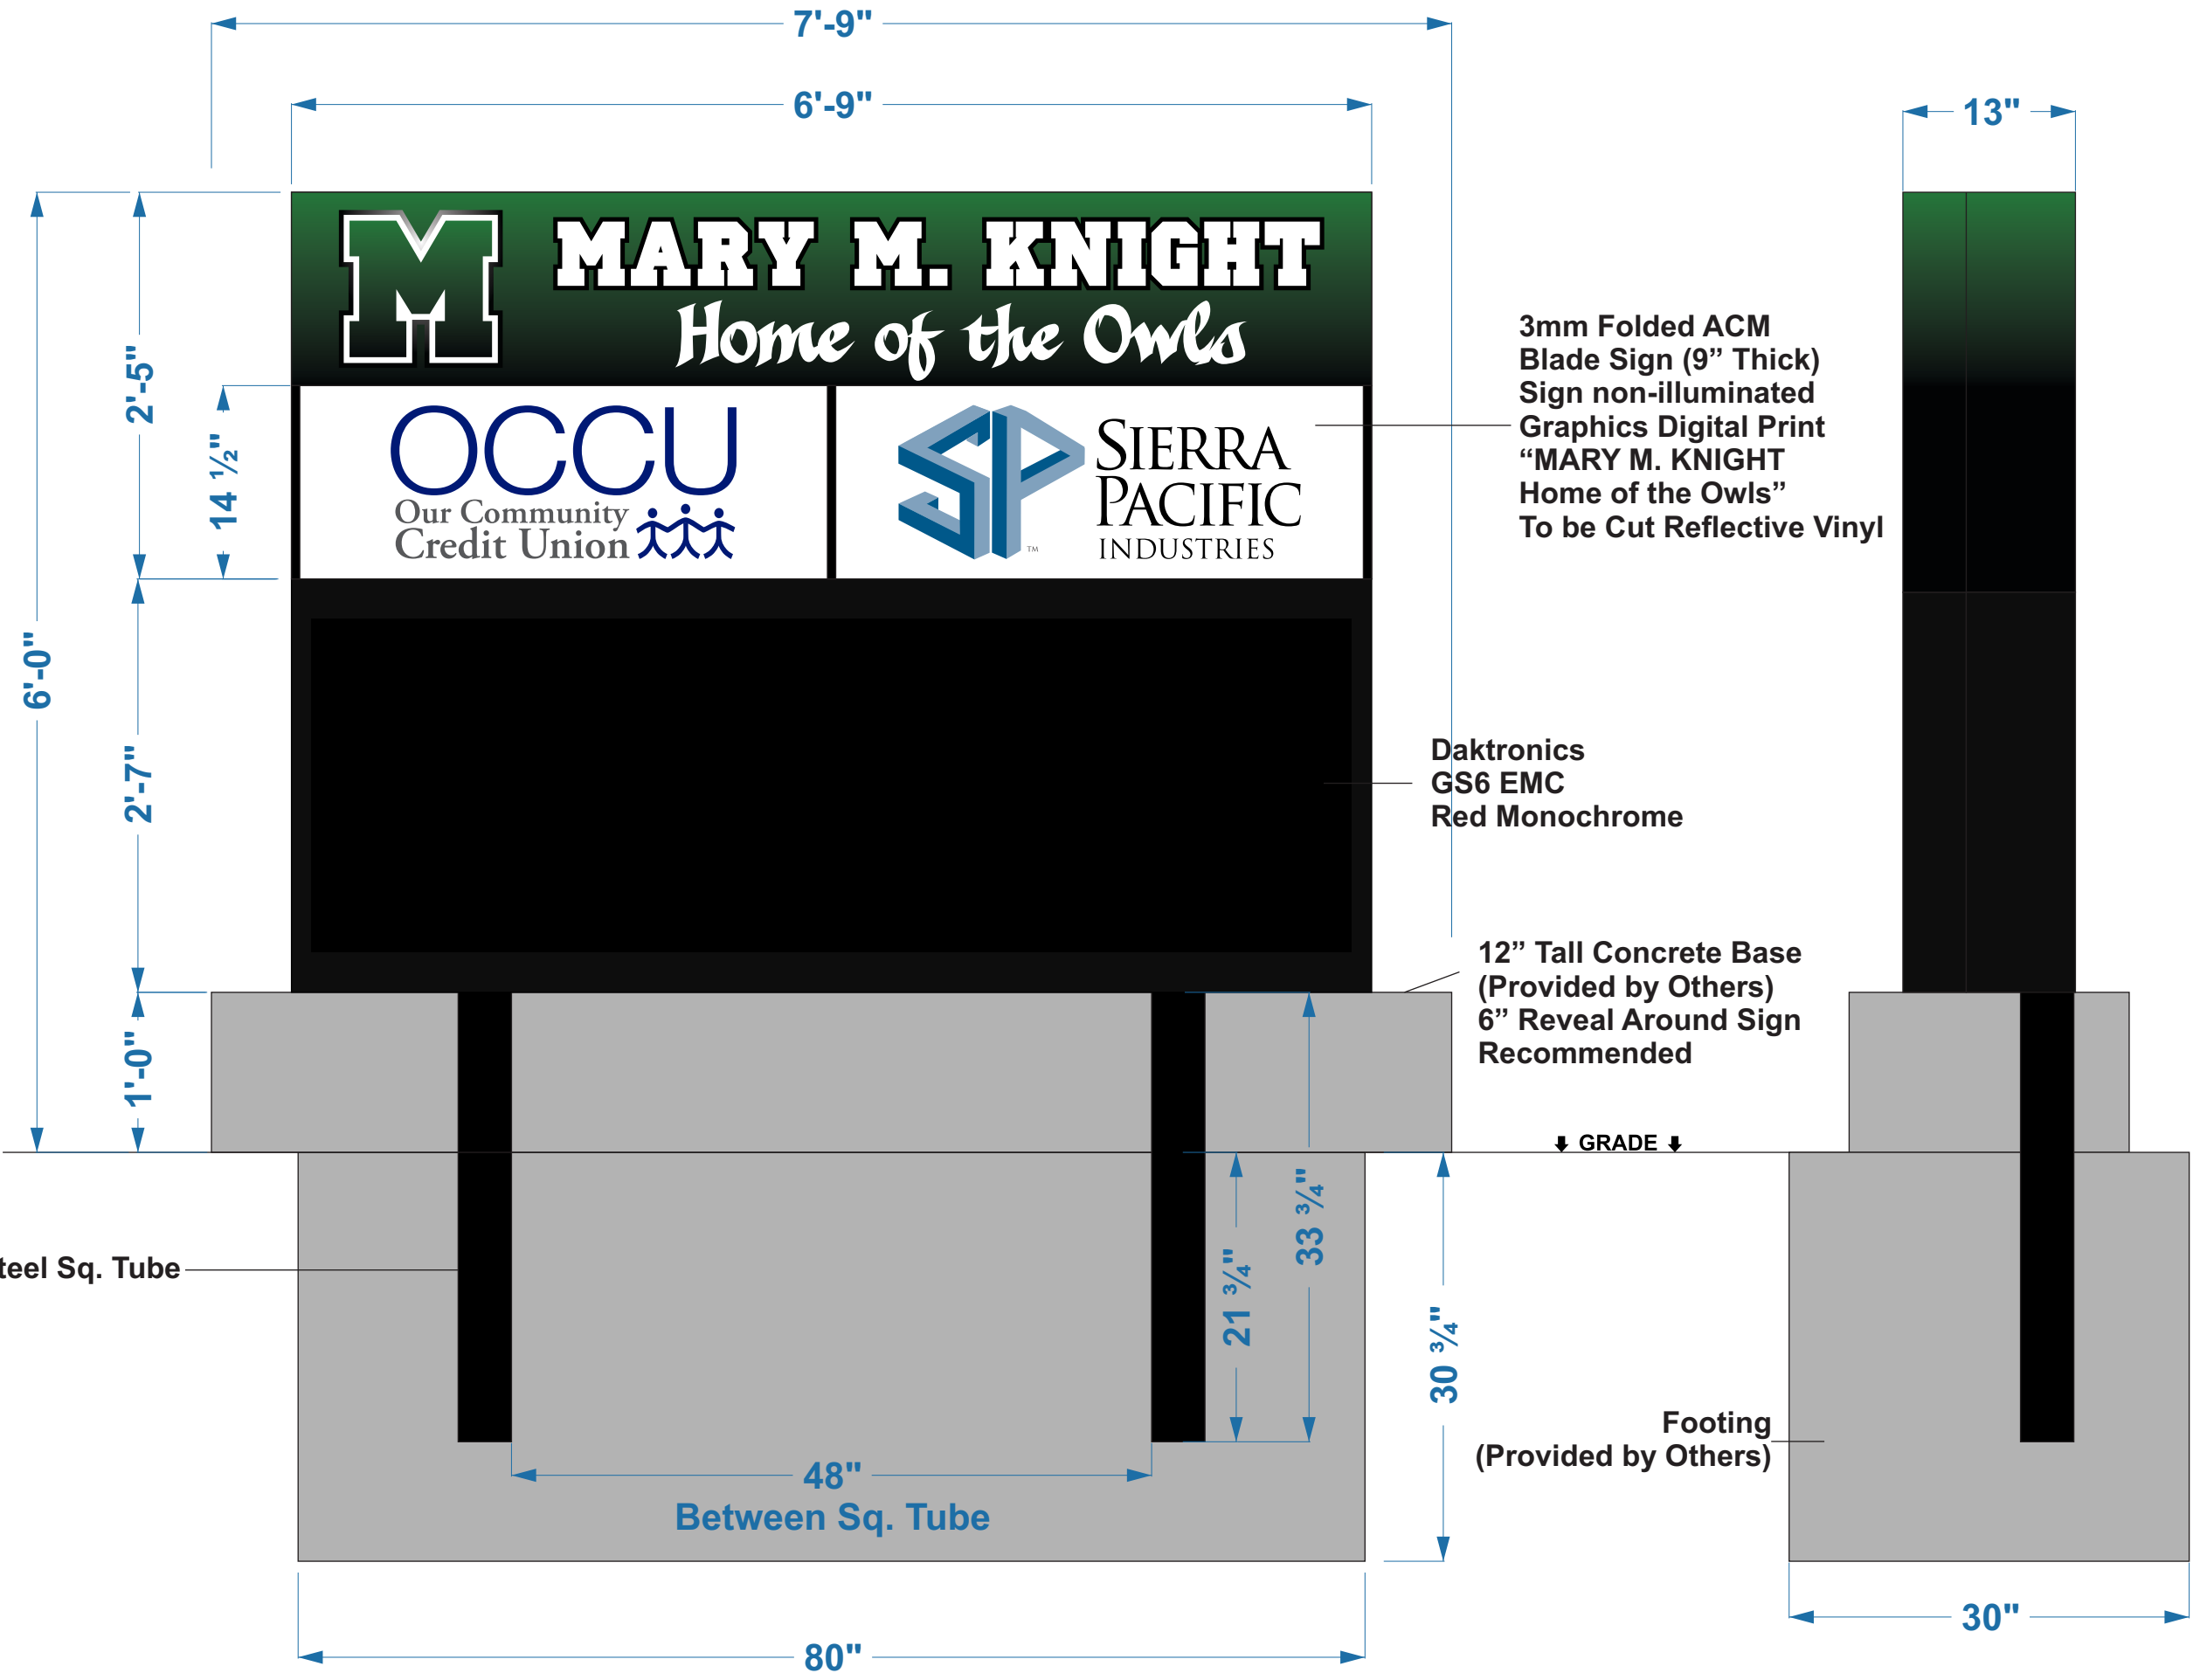 7'-9"
6'-9"
13"
M
MARY M. KNIGHT
Home of the Owls
6'-0"
2'-5"
14 ½"
OCCU
Our Community
Credit Union
SP
TM
SIERRA
PACIFIC
INDUSTRIES
3mm Folded ACM
Blade Sign (9” Thick)
Sign non-illuminated
Graphics Digital Print
“MARY M. KNIGHT
Home of the Owls”
To be Cut Reflective Vinyl
2'-7"
Daktronics
GS6 EMC
Red Monochrome
12” Tall Concrete Base
(Provided by Others)
6” Reveal Around Sign
Recommended
1'-0"
GRADE
teel Sq. Tube
21 ¾"
33 ¾"
30 ¾"
Footing
(Provided by Others)
48"
Between Sq. Tube
30"
80"